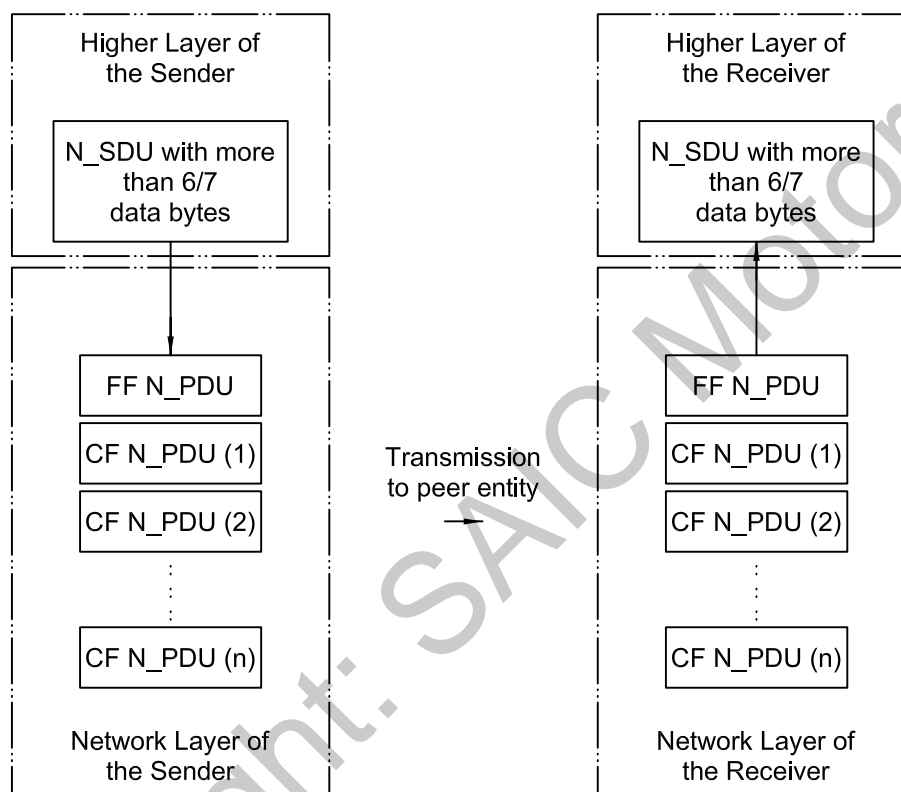 Higher Layer of
the Sender
N_SDU with more
than 6/7
data bytes
FF N_PDU
CF N_PDU (1)
CF N_PDU (2)
CF N_PDU (n)
Network Layer of
the Sender
Transmission
to peer entity
Higher Layer of
the Receiver
N_SDU with more
than 6/7
data bytes
FF N_PDU
CF N_PDU (1)
CF N_PDU (2)
CF N_PDU (n)
Network Layer of
the Receiver
ght: SAIC Motor